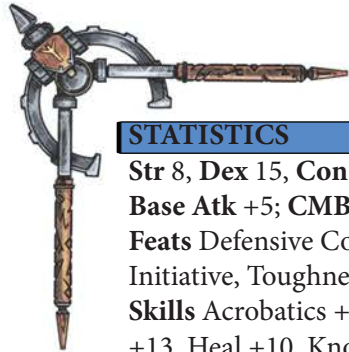 STATISTICS
Str 8, Dex 15, Con
Base Atk +5; CMB
Feats Defensive Co
Initiative, Toughne
Skills Acrobatics +
+13, Heal +10, Kno